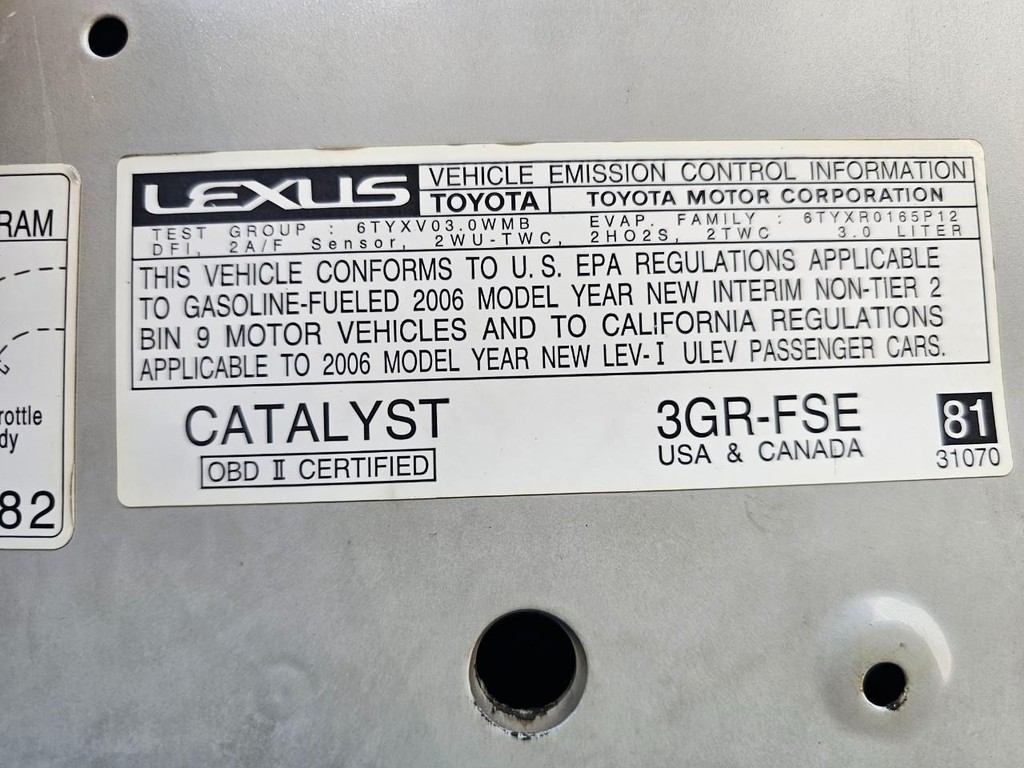 RAM
rottle
dy
82
LEXUS
VEHICLE EMISSION CONTROL INFORMATION
TOYOTA TOYOTA MOTOR CORPORATION
TEST GROUP : 6TYXV03.0WMB EVAP. FAMILY : 6TYXR0165P12
DFI, 2A/F Sensor, 2WU-TWC, 2HO2S, 2TWC 3.0 LITER
THIS VEHICLE CONFORMS TO U.S. EPA REGULATIONS APPLICABLE
TO GASOLINE-FUELED 2006 MODEL YEAR NEW INTERIM NON-TIER 2
BIN 9 MOTOR VEHICLES AND TO CALIFORNIA REGULATIONS
APPLICABLE TO 2006 MODEL YEAR NEW LEV-I ULEV PASSENGER CARS.
CATALYST
OBD II CERTIFIED
3GR-FSE
USA & CANADA
81
31070